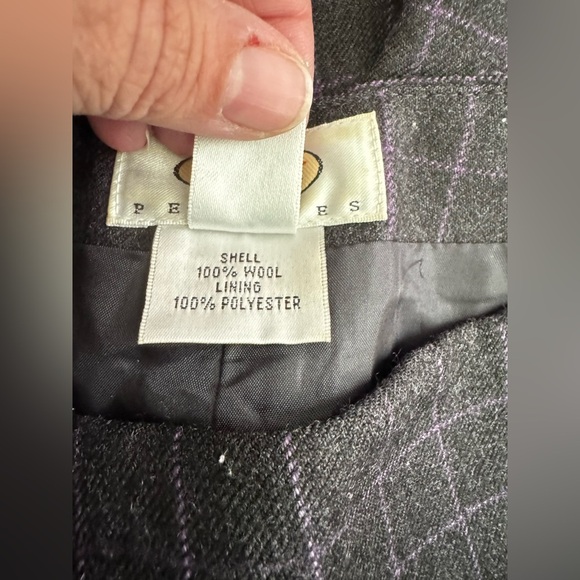 P E E S
SHELL
100% WOOL
LINING
100% POLYESTER